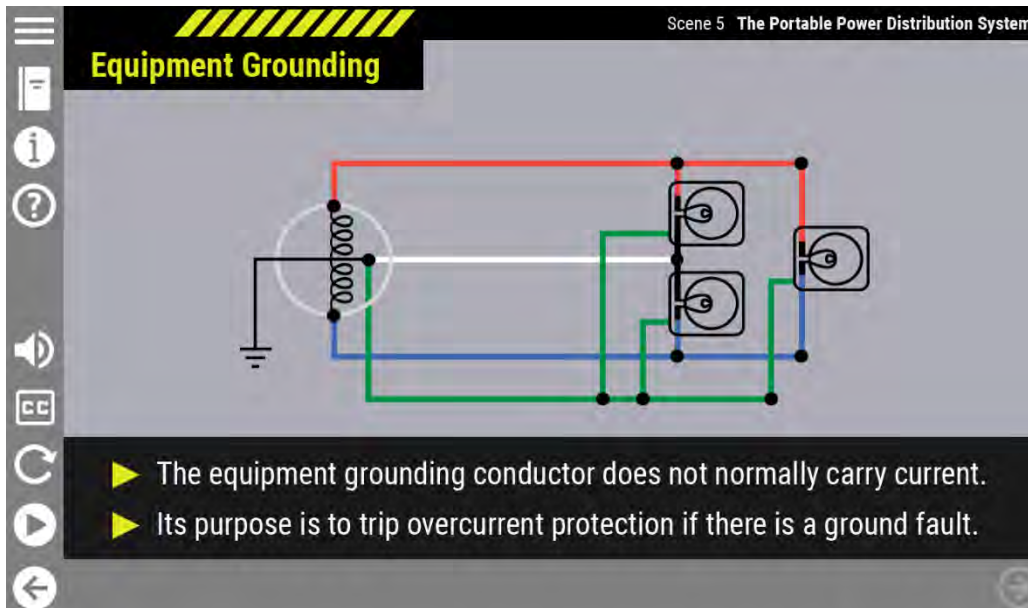 Scene 5 The Portable Power Distribution System
Equipment Grounding
i
?
CC
The equipment grounding conductor does not normally carry current.
Its purpose is to trip overcurrent protection if there is a ground fault.